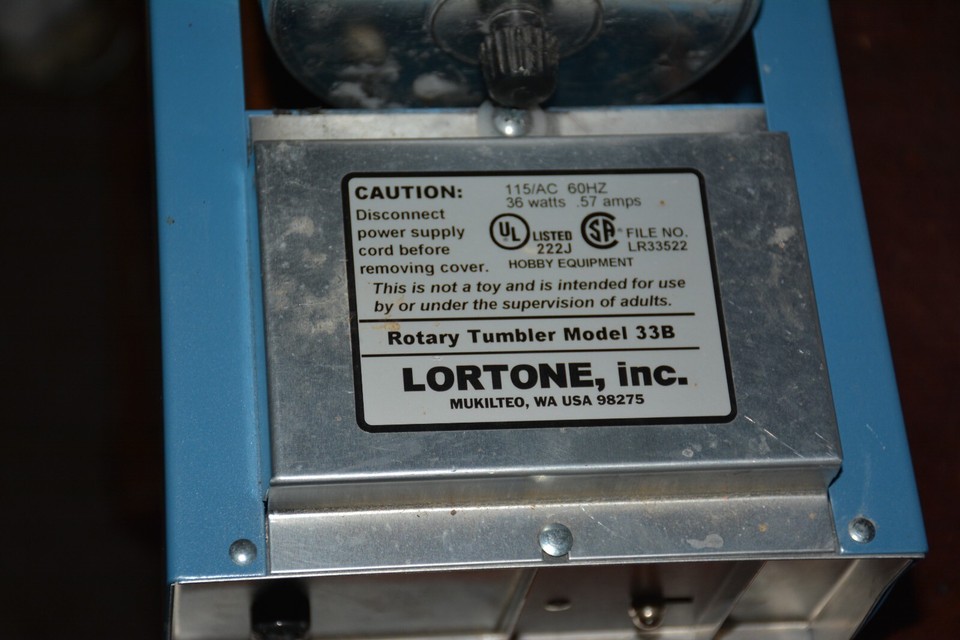 CAUTION:
Disconnect
power supply
cord before
removing cover.
115/AC 60HZ
36 watts .57 amps
UL LISTED
222J
SA FILE NO.
LR33522
HOBBY EQUIPMENT
This is not a toy and is intended for use
by or under the supervision of adults.
Rotary Tumbler Model 33B
LORTONE, inc.
MUKILTEO, WA USA 98275